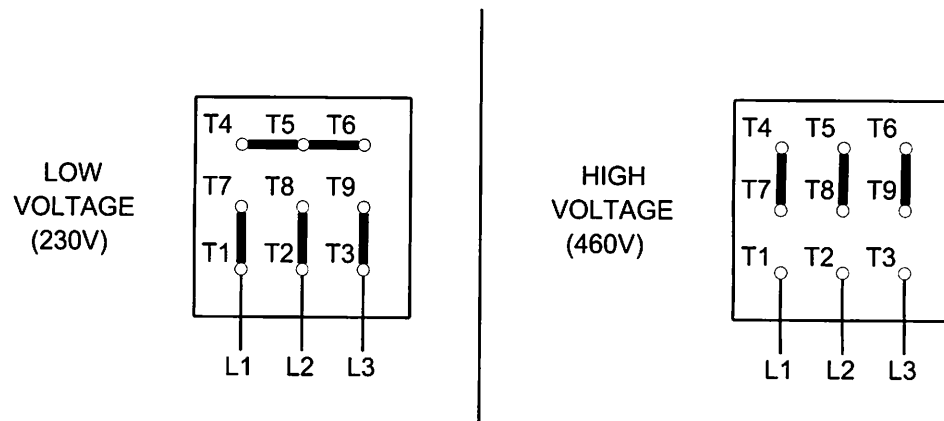 LOW
VOLTAGE
(230V)
T4 T5 T6
T7 T8 T9
T1 T2 T3
L1 L2 L3
HIGH
VOLTAGE
(460V)
T4 T5 T6
T7 T8 T9
T1 T2 T3
L1 L2 L3